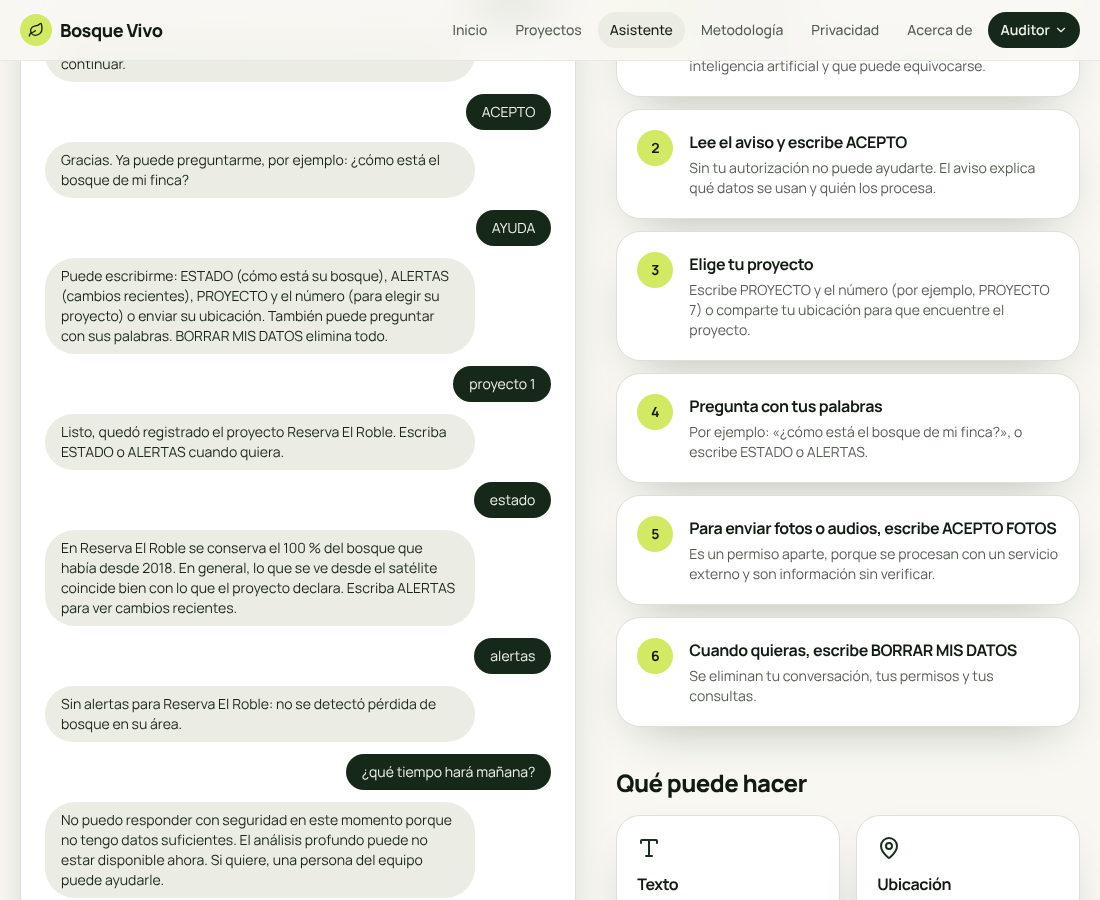 Bosque Vivo
Inicio
Proyectos
Asistente
Metodología
Privacidad
Acerca de
Auditor
continuar.
ACEPTO
Gracias. Ya puede preguntarme, por ejemplo: ¿cómo está el
bosque de mi finca?
AYUDA
Puede escribirme: ESTADO (cómo está su bosque), ALERTAS
(cambios recientes), PROYECTO y el número (para elegir su
proyecto) o enviar su ubicación. También puede preguntar
con sus palabras. BORRAR MIS DATOS elimina todo.
proyecto 1
Listo, quedó registrado el proyecto Reserva El Roble. Escriba
ESTADO o ALERTAS cuando quiera.
estado
En Reserva El Roble se conserva el 100 % del bosque que
había desde 2018. En general, lo que se ve desde el satélite
coincide bien con lo que el proyecto declara. Escriba ALERTAS
para ver cambios recientes.
alertas
Sin alertas para Reserva El Roble: no se detectó pérdida de
bosque en su área.
¿qué tiempo hará mañana?
No puedo responder con seguridad en este momento porque
no tengo datos suficientes. El análisis profundo puede no
estar disponible ahora. Si quiere, una persona del equipo
puede ayudarle.
inteligencia artificial y que puede equivocarse.
2
Lee el aviso y escribe ACEPTO
Sin tu autorización no puede ayudarte. El aviso explica
qué datos se usan y quién los procesa.
3
Elige tu proyecto
Escribe PROYECTO y el número (por ejemplo, PROYECTO
7) o comparte tu ubicación para que encuentre el
proyecto.
4
Pregunta con tus palabras
Por ejemplo: «¿cómo está el bosque de mi finca?», o
escribe ESTADO o ALERTAS.
5
Para enviar fotos o audios, escribe ACEPTO FOTOS
Es un permiso aparte, porque se procesan con un servicio
externo y son información sin verificar.
6
Cuando quieras, escribe BORRAR MIS DATOS
Se eliminan tu conversación, tus permisos y tus
consultas.
Qué puede hacer
Texto
Ubicación